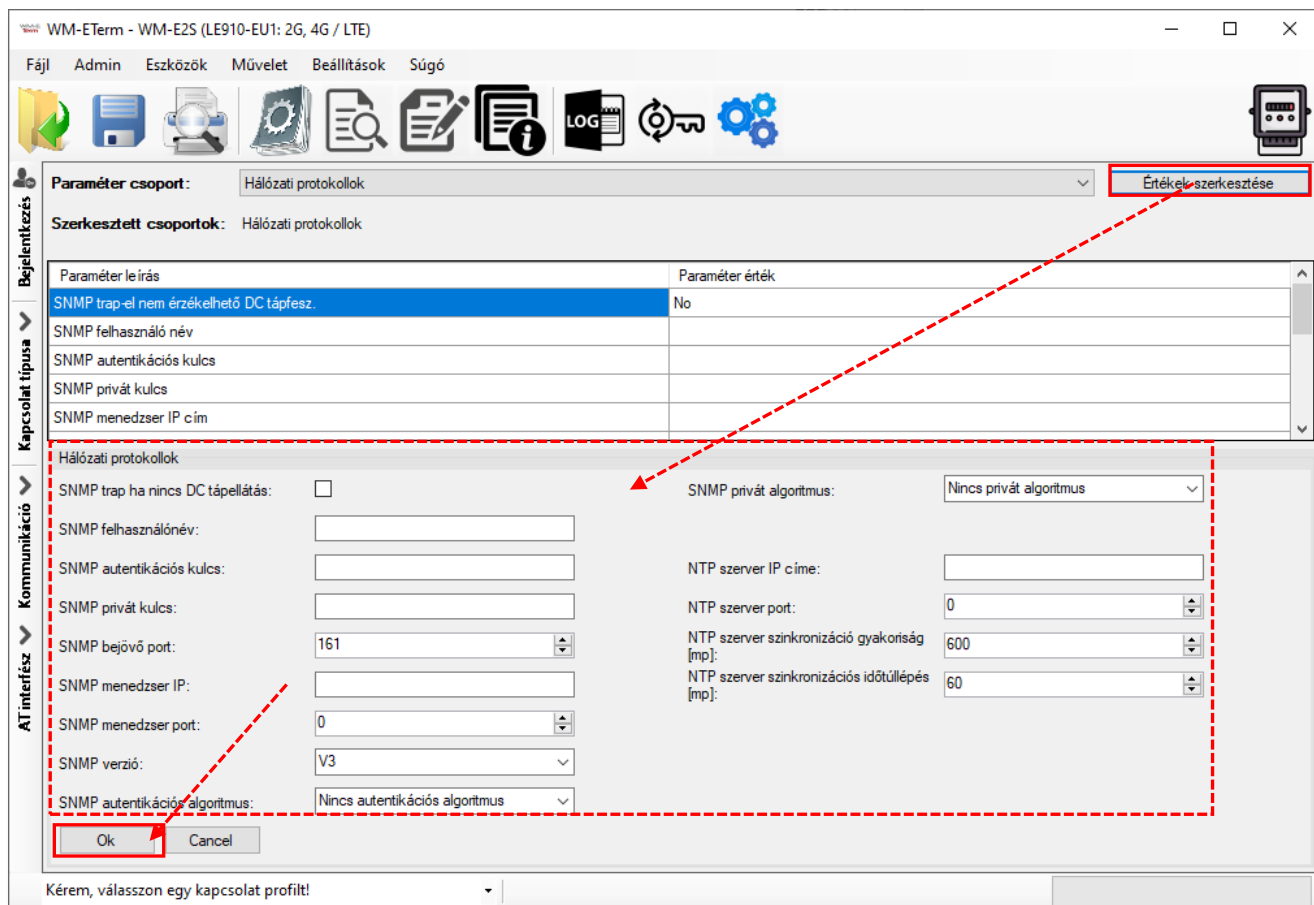 WM-ETerm - WM-E2S (LE910-EU1: 2G, 4G / LTE)
Fájl Admin Eszközök Művelet Beállítások Súgó
LOG
Paraméter csoport: Hálózati protokollok Értékek szerkesztése
Szerkesztett csoportok: Hálózati protokollok
Bejelentkezés
Kapcsolat típusa
Kommunikáció
AT interfész
Paraméter leírás Paraméter érték
SNMP trap-el nem érzékelhető DC tápfesz. No
SNMP felhasználó név
SNMP autentikációs kulcs
SNMP privát kulcs
SNMP menedzser IP cím
Hálózati protokollok
SNMP trap ha nincs DC tápellátás: SNMP privát algoritmus: Nincs privát algoritmus
SNMP felhasználónév:
SNMP autentikációs kulcs: NTP szerver IP címe:
SNMP privát kulcs: NTP szerver port: 0
SNMP bejövő port: 161 NTP szerver szinkronizáció gyakoriság
[mp]: 600
SNMP menedzser IP: NTP szerver szinkronizációs időtúllépés
[mp]: 60
SNMP menedzser port: 0
SNMP verzió: V3
SNMP autentikációs algoritmus: Nincs autentikációs algoritmus
Ok Cancel
Kérem, válasszon egy kapcsolat profilt!